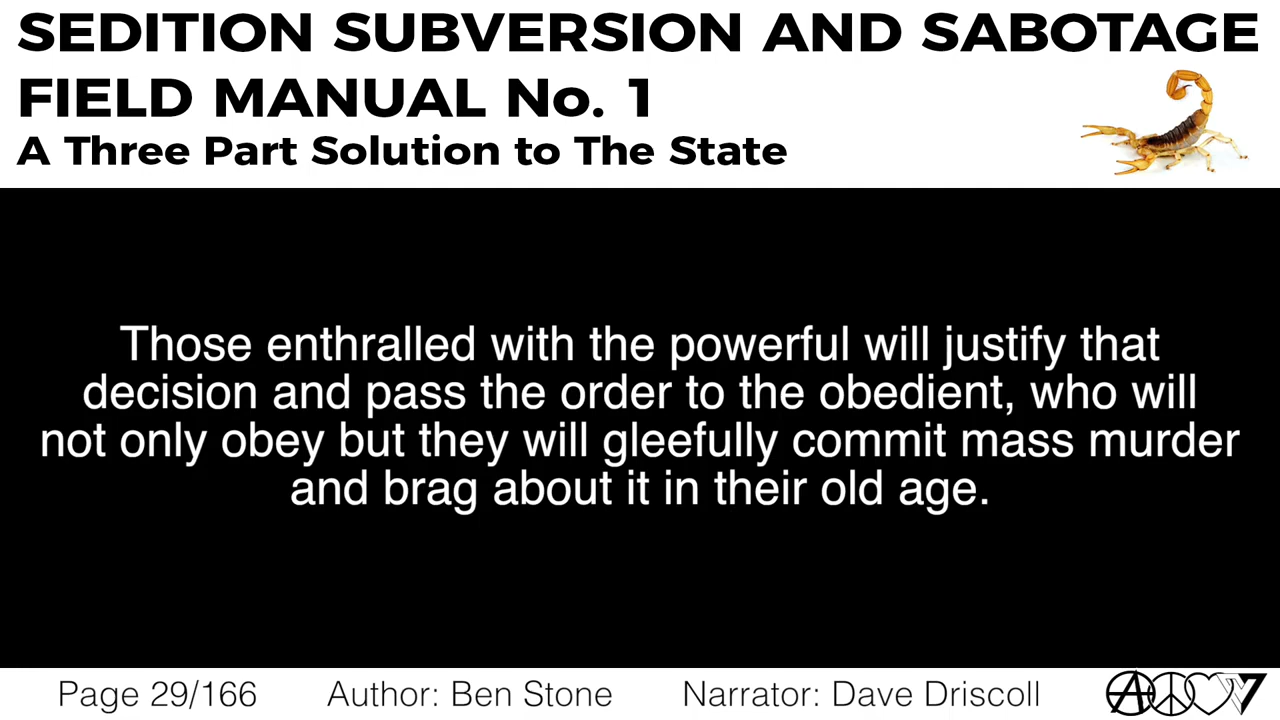 SEDITION SUBVERSION AND SABOTAGE
FIELD MANUAL No. 1
A Three Part Solution to The State
Those enthralled with the powerful will justify that
decision and pass the order to the obedient, who will
not only obey but they will gleefully commit mass murder
and brag about it in their old age.
Page 29/166 Author: Ben Stone Narrator: Dave Driscoll